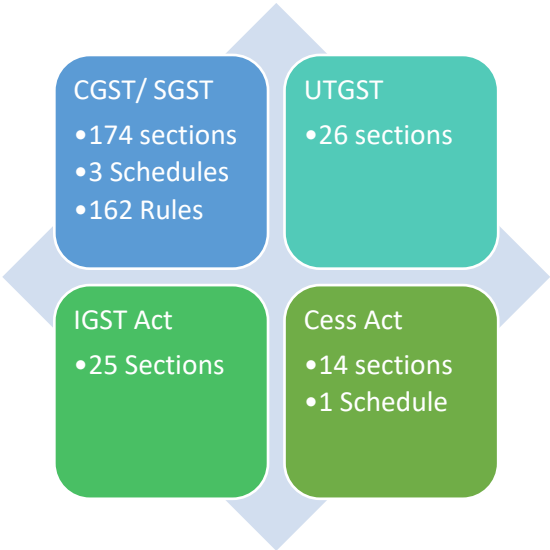 CGST/ SGST
•174 sections
•3 Schedules
•162 Rules
UTGST
•26 sections
IGST Act
•25 Sections
Cess Act
•14 sections
•1 Schedule